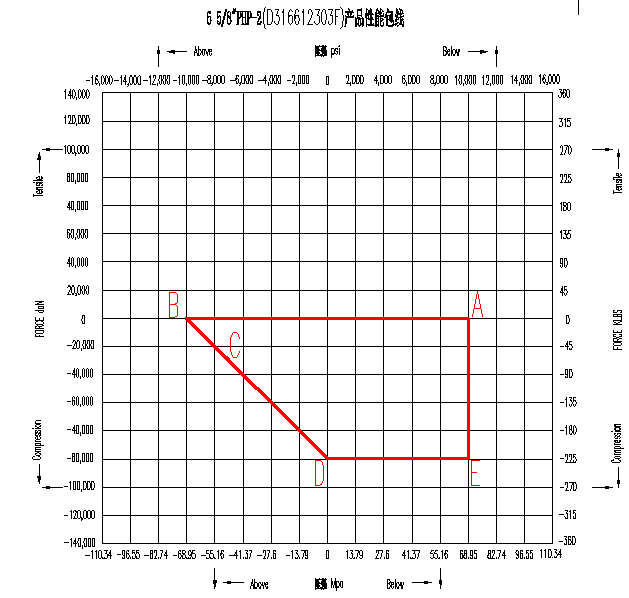 6 5/8"PHP-2(D316612303F)产品性能包线
Above psi Below
-16,000 -14,000 -12,000 -10,000 -8,000 -6,000 -4,000 -2,000 0 2,000 4,000 6,000 8,000 10,000 12,000 14,000 16,000
140,000 360
120,000 315
100,000 270
Tensile 80,000 225 Tensile
60,000 180
60,000 135
40,000 90
20,000 45
B A
FORCE daN 0 0 FORCE KLBS
C
-20,000 -45
-40,000 -90
-60,000 -135
Compression -60,000 -180 Compression
-80,000 -225
D E
-100,000 -270
-120,000 -315
-140,000 -360
-110.34 -96.55 -82.74 -68.95 -55.16 -41.37 -27.6 -13.79 0 13.79 27.6 41.37 55.16 68.95 82.74 96.55 110.34
Above Mpa Below